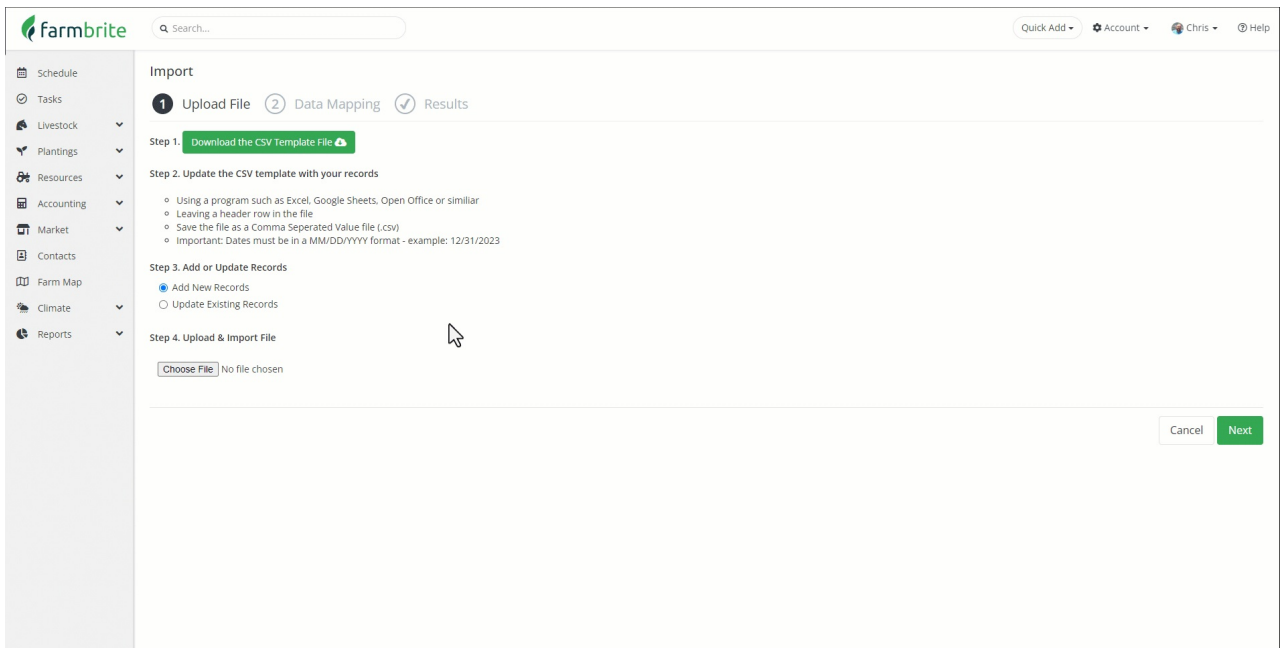 farmbrite
Search...
Quick Add
Account
Chris
Help
Schedule
Tasks
Livestock
Plantings
Resources
Accounting
Market
Contacts
Farm Map
Climate
Reports
Import
1 Upload File 2 Data Mapping Results
Step 1. Download the CSV Template File
Step 2. Update the CSV template with your records
Using a program such as Excel, Google Sheets, Open Office or similiar
Leaving a header row in the file
Save the file as a Comma Seperated Value file (.csv)
Important: Dates must be in a MM/DD/YYYY format - example: 12/31/2023
Step 3. Add or Update Records
Add New Records
Update Existing Records
Step 4. Upload & Import File
Choose File No file chosen
Cancel Next